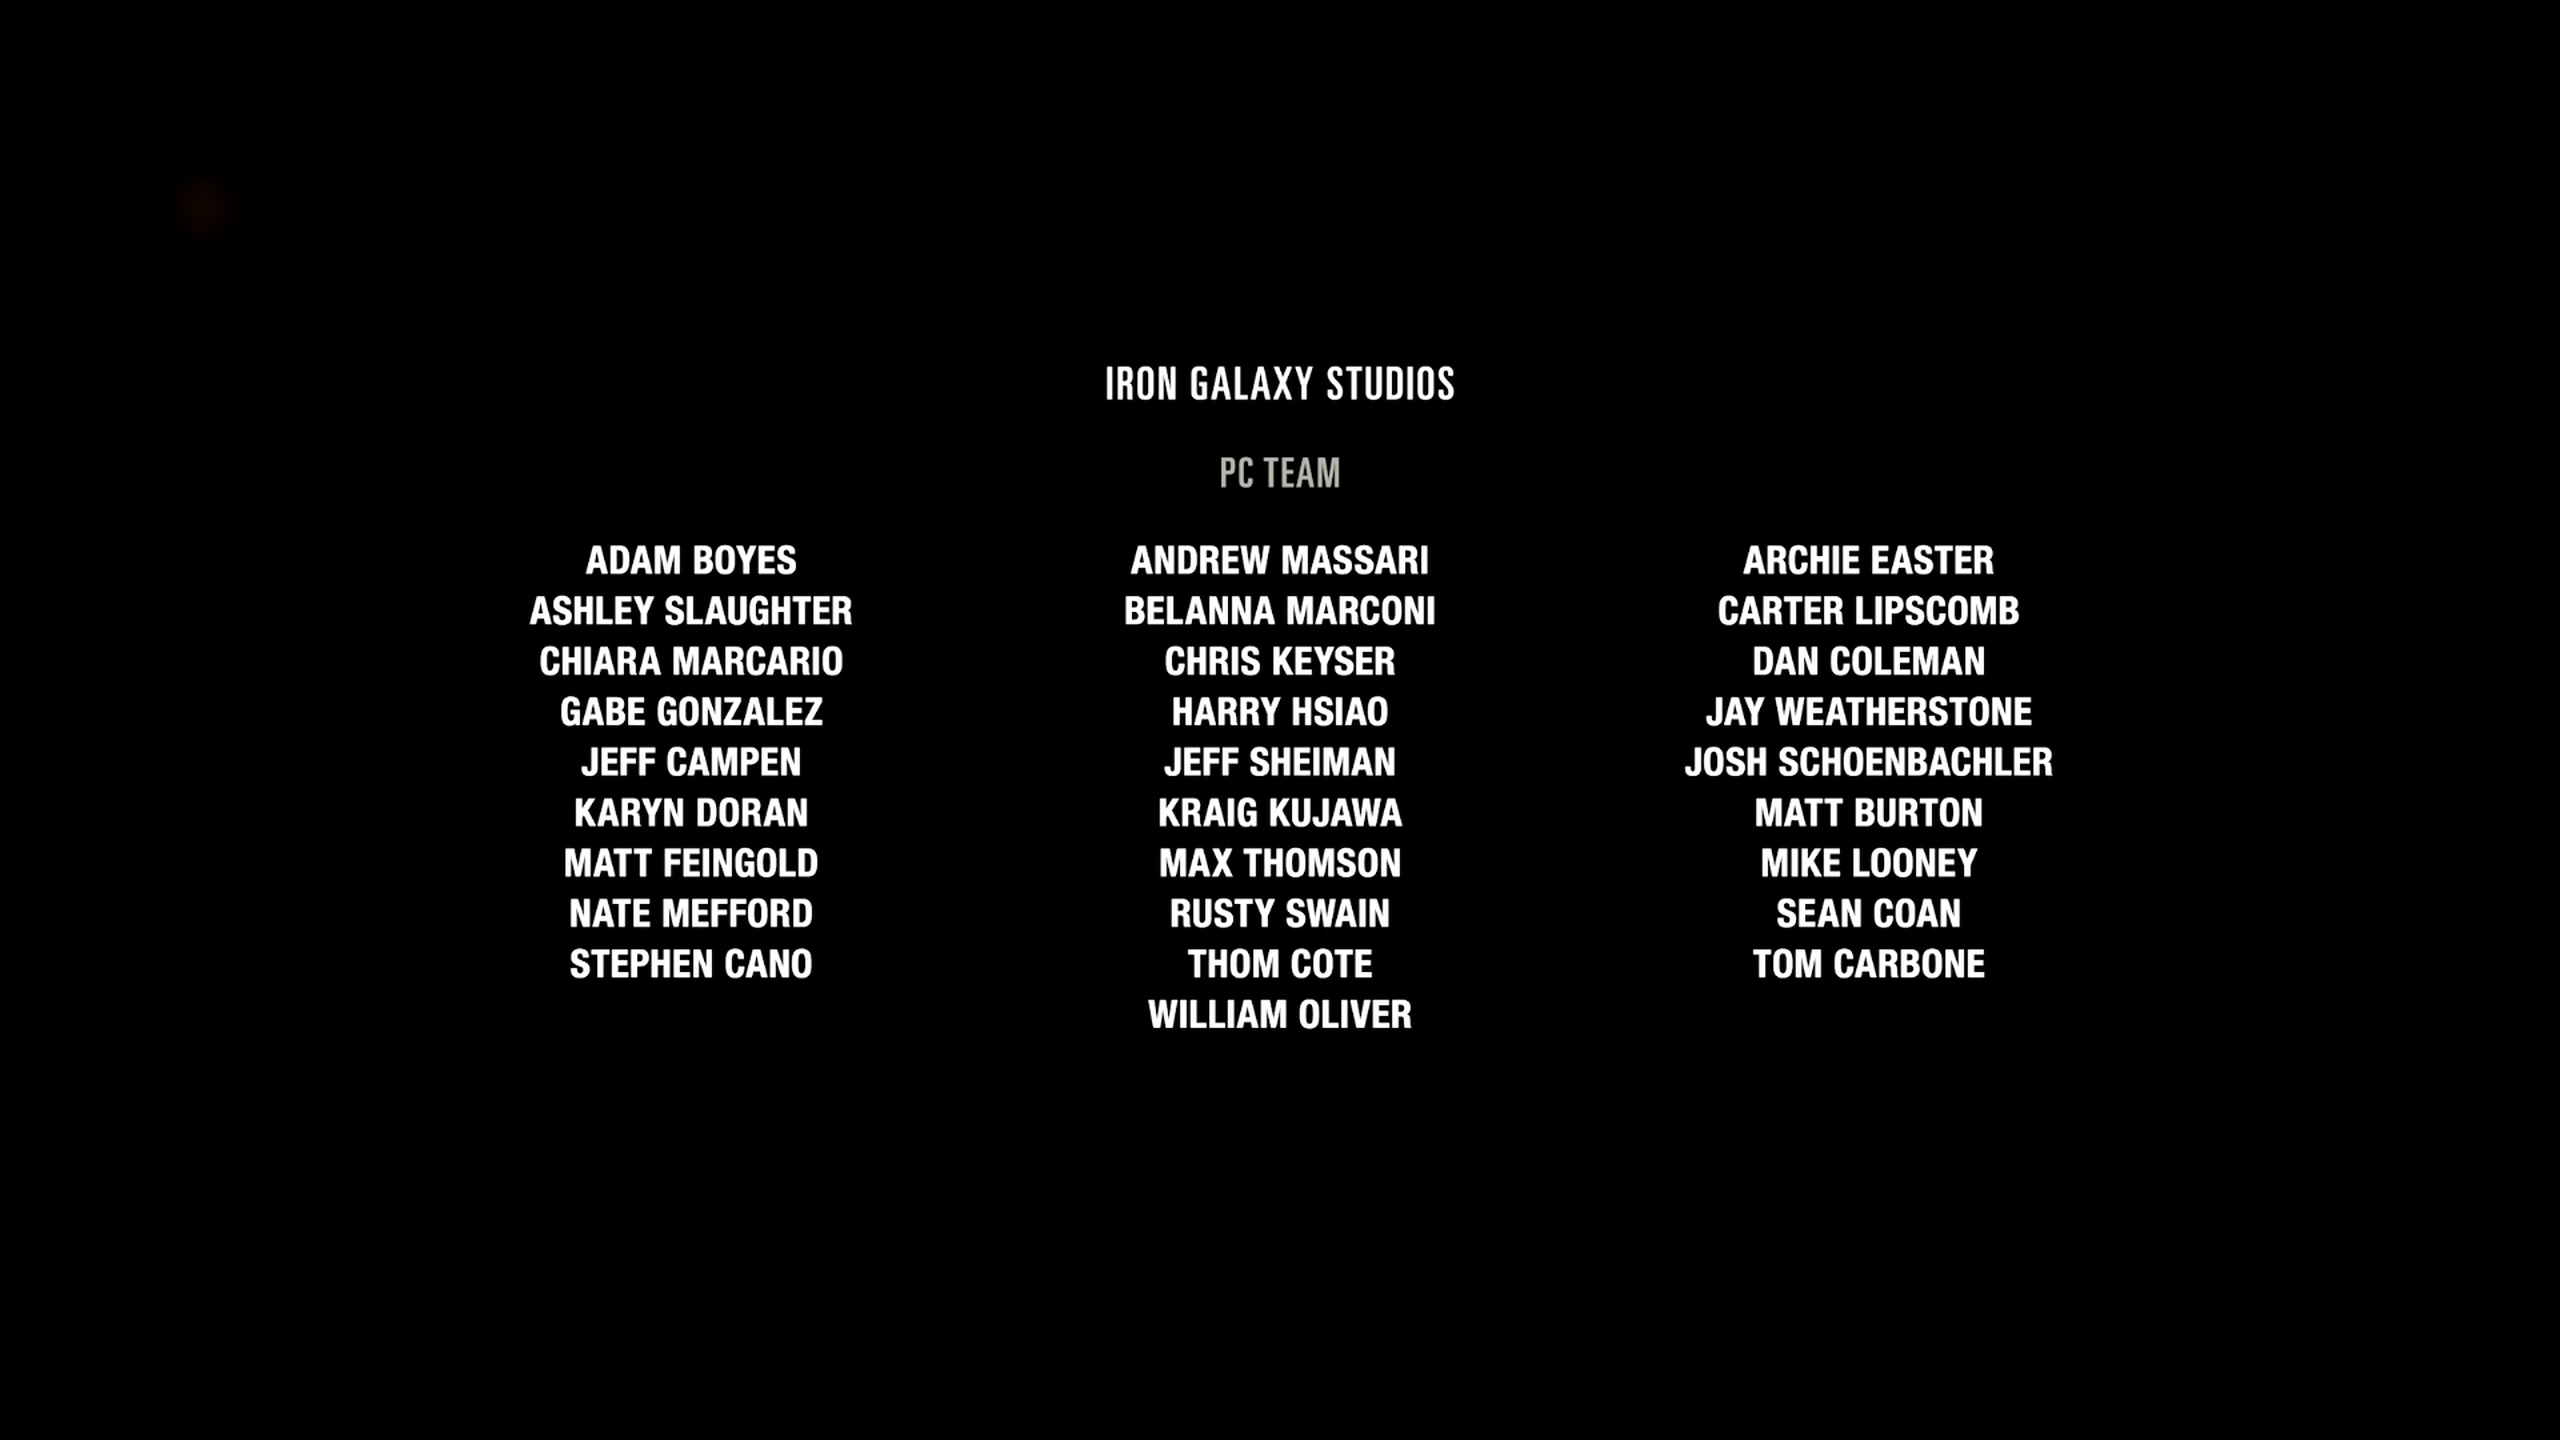 IRON GALAXY STUDIOS
PC TEAM
ADAM BOYES ANDREW MASSARI ARCHIE EASTER
ASHLEY SLAUGHTER BELANNA MARCONI CARTER LIPSCOMB
CHIARA MARCARIO CHRIS KEYSER DAN COLEMAN
GABE GONZALEZ HARRY HSIAO JAY WEATHERSTONE
JEFF CAMPEN JEFF SHEIMAN JOSH SCHOENBACHLER
KARYN DORAN KRAIG KUJAWA MATT BURTON
MATT FEINGOLD MAX THOMSON MIKE LOONEY
NATE MEFFORD RUSTY SWAIN SEAN COAN
STEPHEN CANO THOM COTE TOM CARBONE
WILLIAM OLIVER